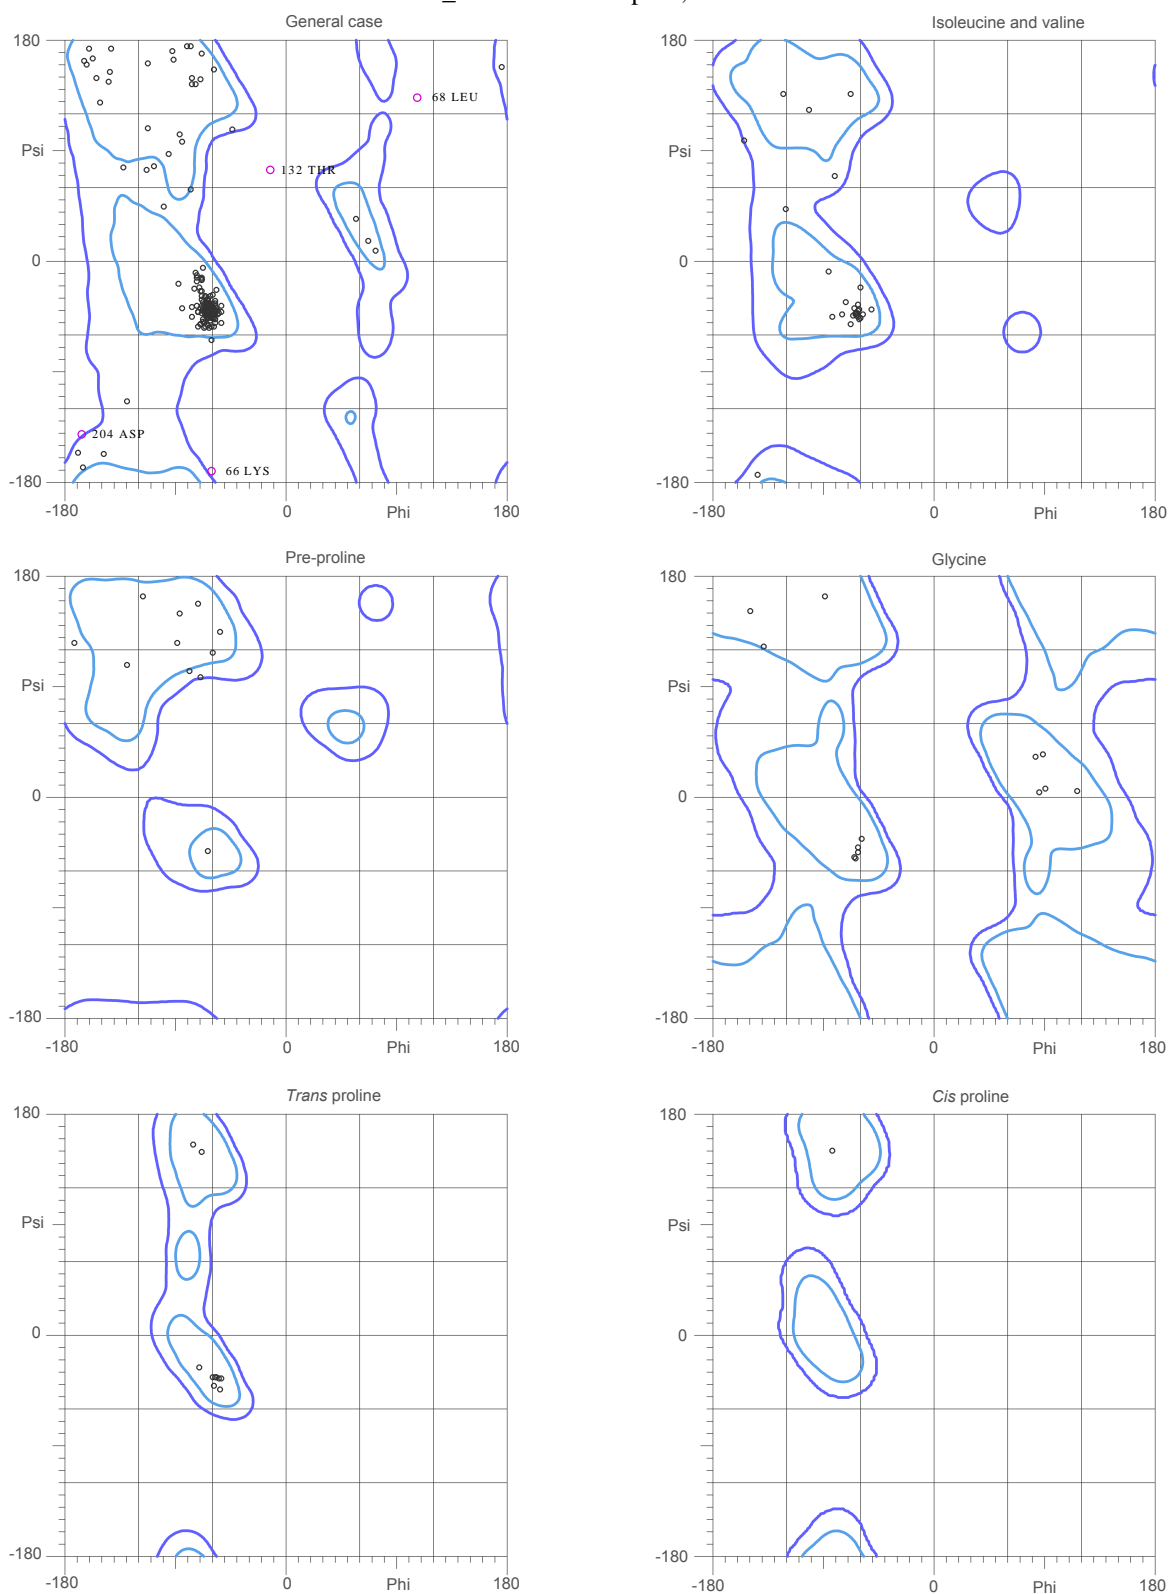 General case
180
Psi
0
-180
-180
0
Phi
180
68 LEU
132 THR
204 ASP
66 LYS
Isoleucine and valine
180
Psi
0
-180
-180
0
Phi
180
Pre-proline
180
Psi
0
-180
-180
0
Phi
180
Glycine
180
Psi
0
-180
-180
0
Phi
180
Trans proline
180
Psi
0
-180
-180
0
Phi
180
Cis proline
180
Psi
0
-180
-180
0
Phi
180